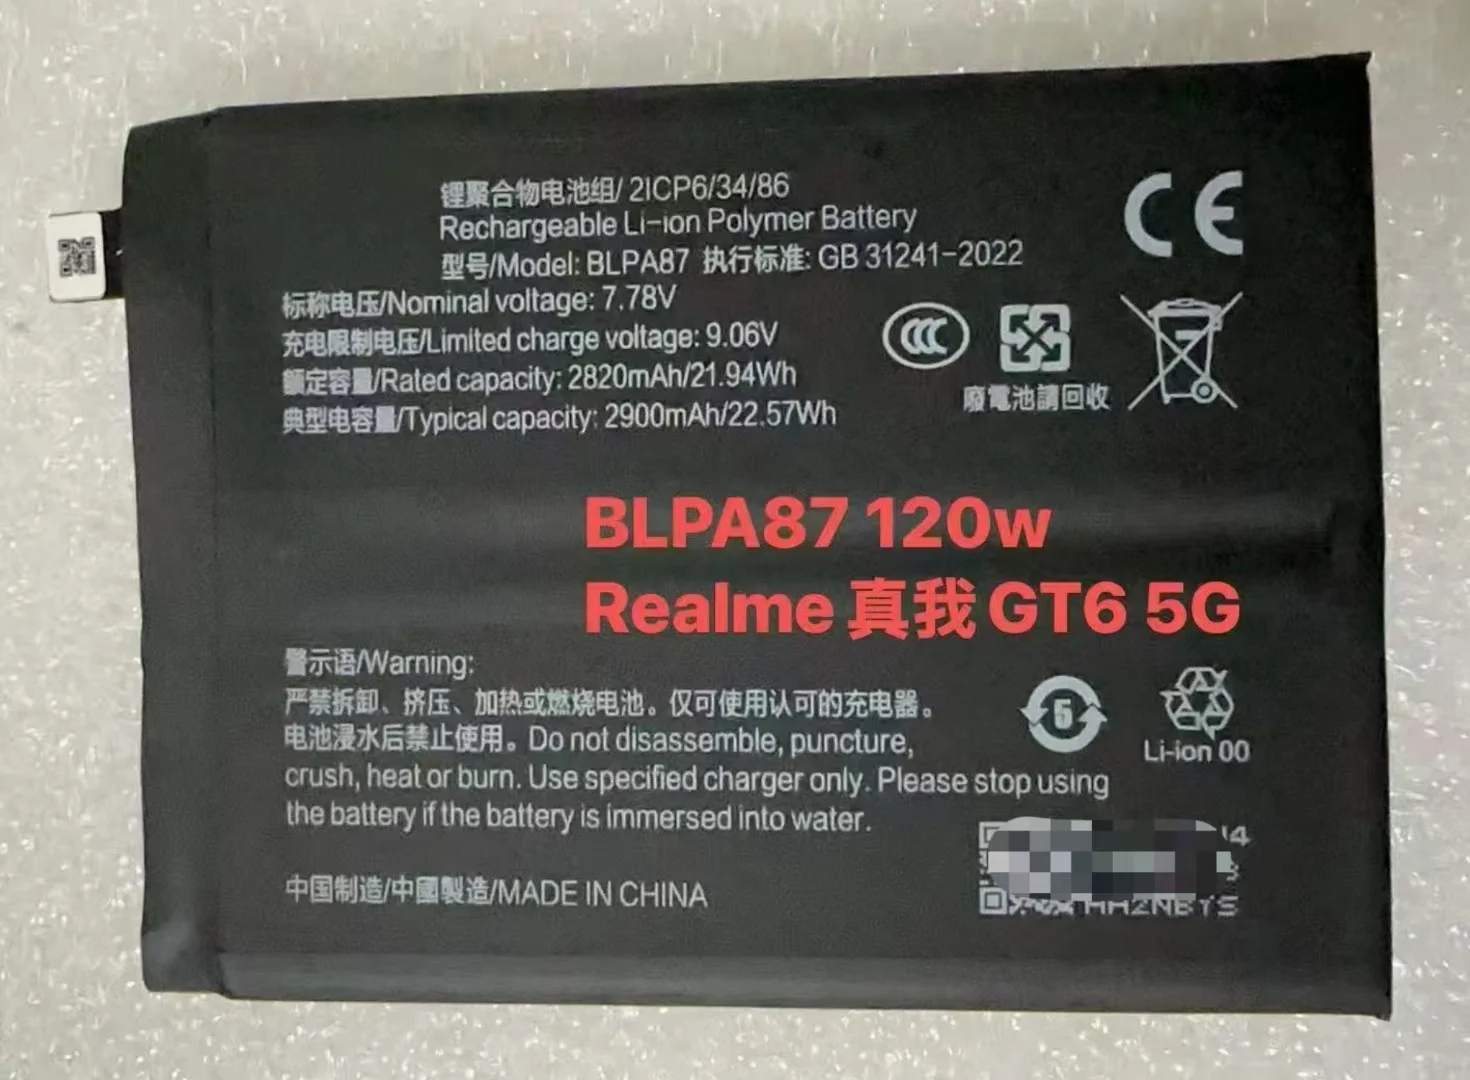 锂聚合物电池组/ 2ICP6/34/86
Rechargeable Li-ion Polymer Battery
型号/Model: BLPA87 执行标准: GB 31241-2022
标称电压/Nominal voltage: 7.78V
充电限制电压/Limited charge voltage: 9.06V
额定容量/Rated capacity: 2820mAh/21.94Wh
典型电容量/Typical capacity: 2900mAh/22.57Wh
CE
CCC
廢電池請回收
BLPA87 120w
Realme 真我 GT6 5G
警示语/Warning:
严禁拆卸、挤压、加热或燃烧电池。仅可使用认可的充电器。
电池浸水后禁止使用。Do not disassemble, puncture,
crush, heat or burn. Use specified charger only. Please stop using
the battery if the battery is immersed into water.
5
Li-ion 00
中国制造/中國製造/MADE IN CHINA